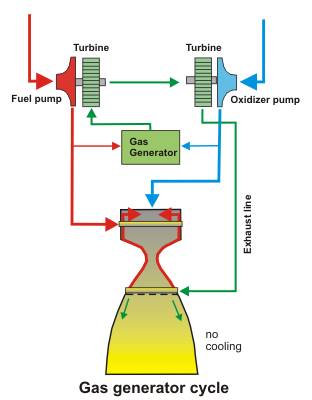 Turbine
Turbine
Fuel pump
Oxidizer pump
Gas
Generator
Exhaust line
no
cooling
Gas generator cycle